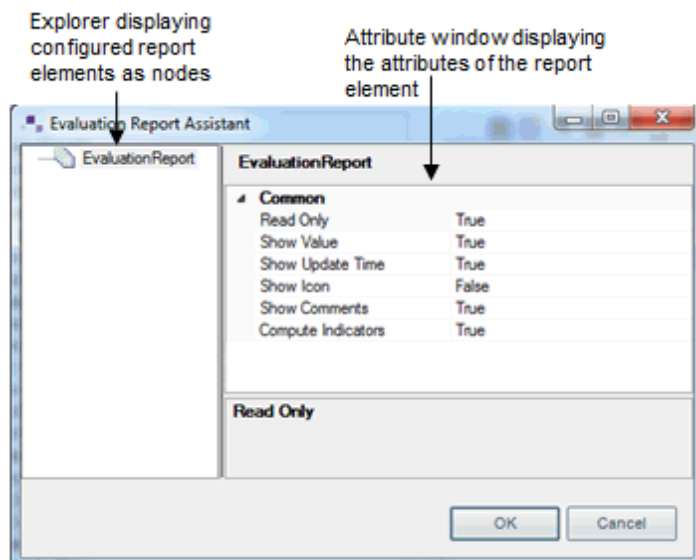 Explorer displaying
configured report
elements as nodes
Attribute window displaying
the attributes of the report
element
Evaluation Report Assistant
EvaluationReport
EvaluationReport
Common
Read Only True
Show Value True
Show Update Time True
Show Icon False
Show Comments True
Compute Indicators True
Read Only
OK Cancel